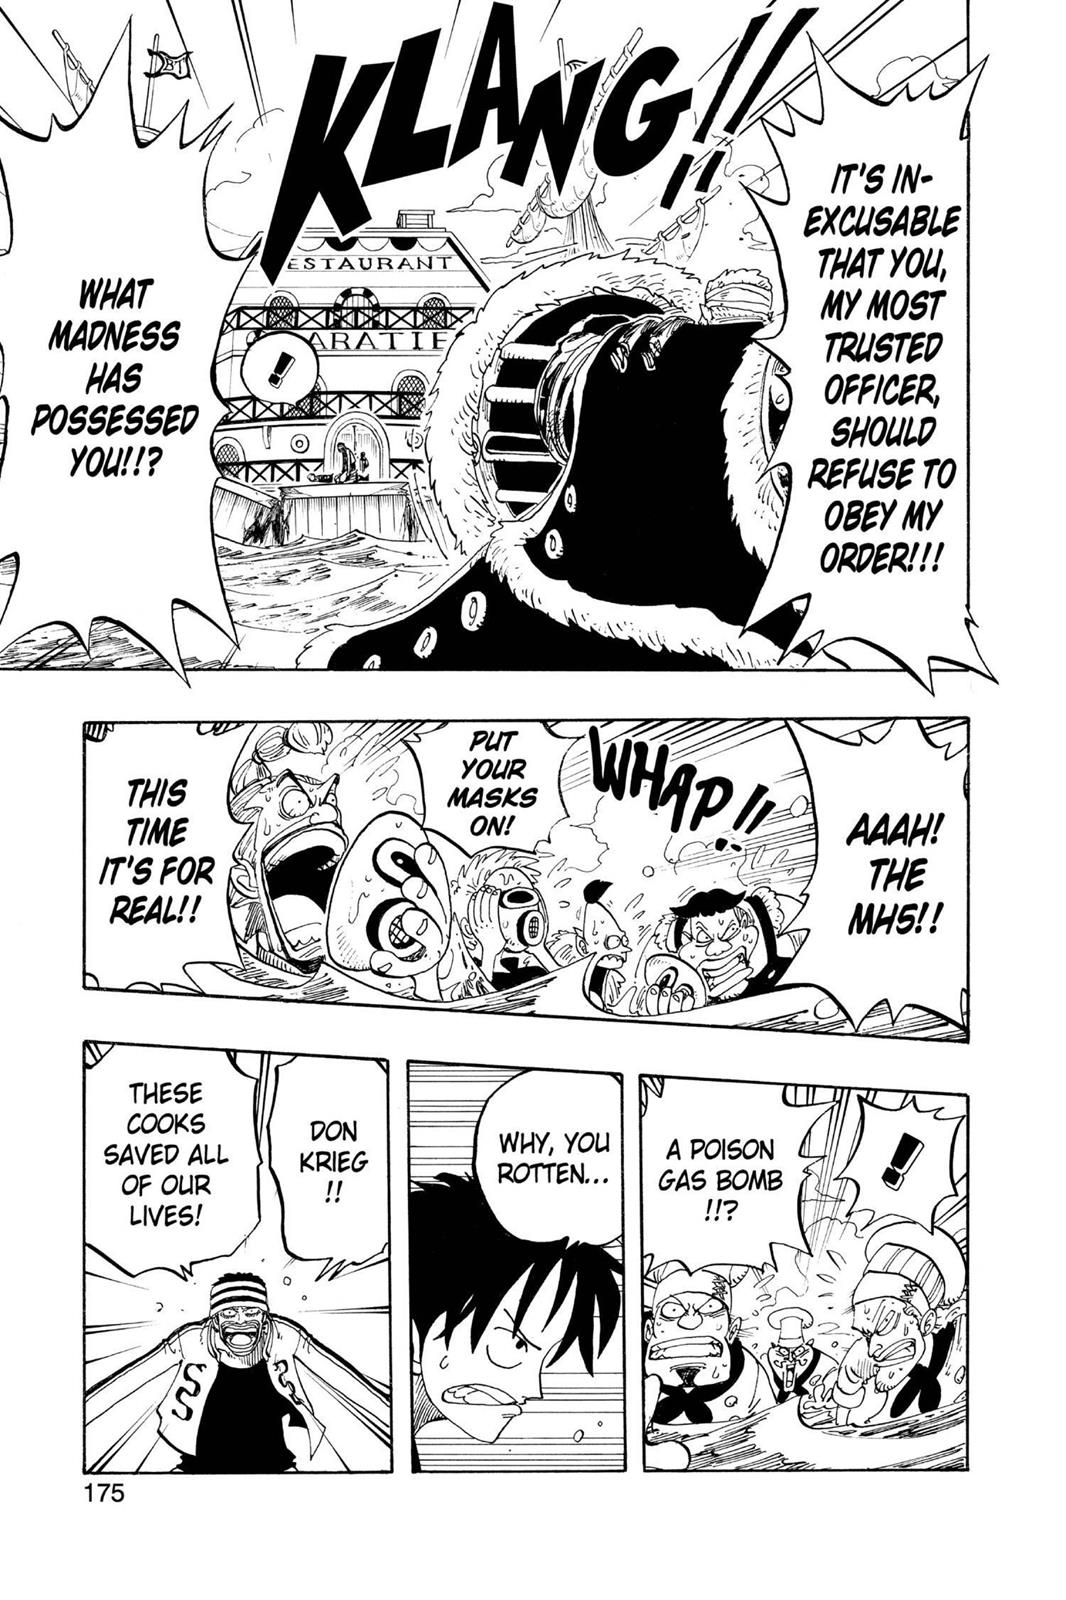 KLANG!!
IT'S IN-
EXCUSABLE
THAT YOU,
MY MOST
TRUSTED
OFFICER,
SHOULD
REFUSE TO
OBEY MY
ORDER!!!
ESTAURANT
ARATIE
!
WHAT
MADNESS
HAS
POSSESSED
YOU!!?
AAAH!
THE
MH5!!
WHAP!!
PUT
YOUR
MASKS
ON!
THIS
TIME
IT'S FOR
REAL!!
!
A POISON
GAS BOMB
!!?
WHY, YOU
ROTTEN...
DON
KRIEG
!!
THESE
COOKS
SAVED ALL
OF OUR
LIVES!
175